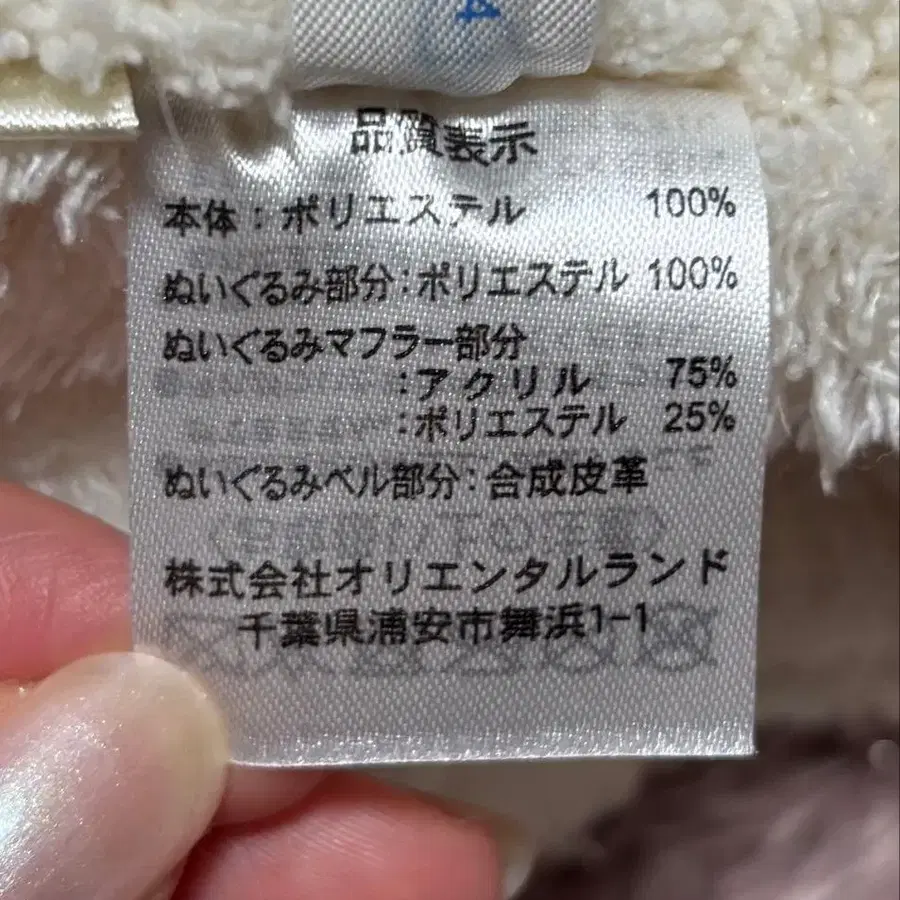 4
品質表示
本体：ポリエステル 100%
ぬいぐるみ部分：ポリエステル 100%
ぬいぐるみマフラー部分
：アクリル 75%
：ポリエステル 25%
ぬいぐるみベル部分：合成皮革
株式会社オリエンタルランド
千葉県浦安市舞浜1-1